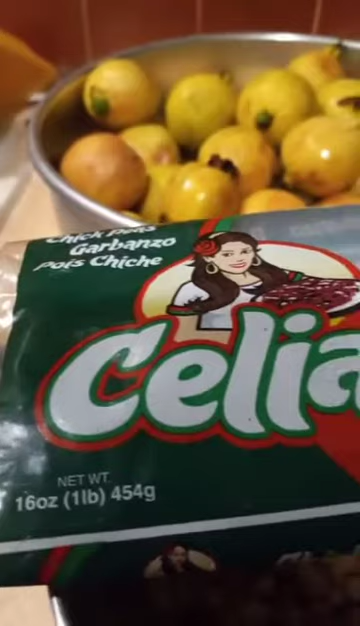 Chick Peas
Garbanzo
Pois Chiche
Celia
NET WT.
16oz (1lb) 454g